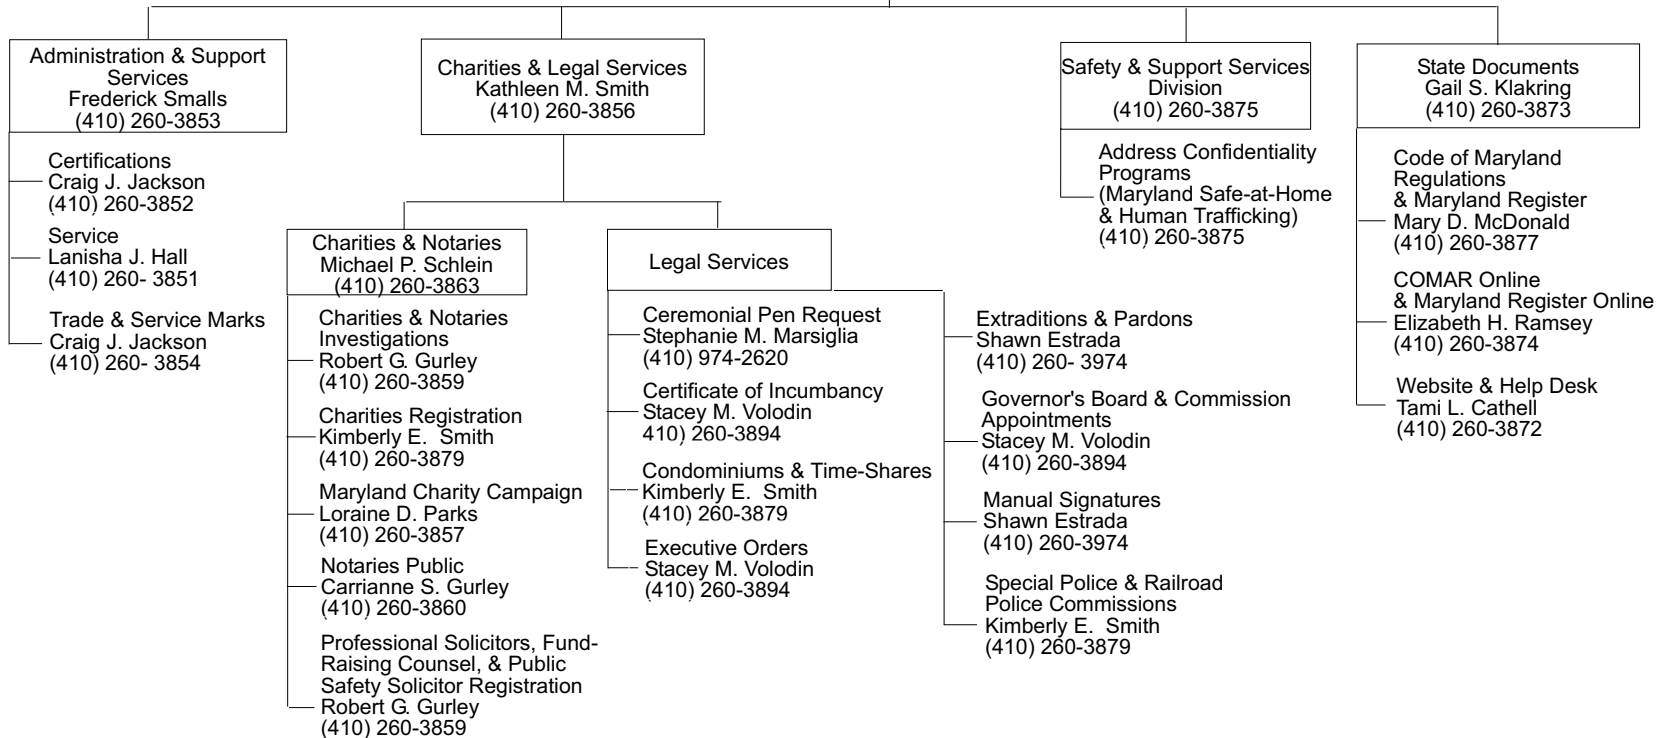 Administration & Support
Services
Frederick Smalls
(410) 260-3853
Certifications
Craig J. Jackson
(410) 260-3852
Service
Lanisha J. Hall
(410) 260- 3851
Trade & Service Marks
Craig J. Jackson
(410) 260- 3854
Charities & Legal Services
Kathleen M. Smith
(410) 260-3856
Charities & Notaries
Michael P. Schlein
(410) 260-3863
Charities & Notaries
Investigations
Robert G. Gurley
(410) 260-3859
Charities Registration
Kimberly E. Smith
(410) 260-3879
Maryland Charity Campaign
Loraine D. Parks
(410) 260-3857
Notaries Public
Carrianne S. Gurley
(410) 260-3860
Professional Solicitors, Fund-
Raising Counsel, & Public
Safety Solicitor Registration
Robert G. Gurley
(410) 260-3859
Legal Services
Ceremonial Pen Request
Stephanie M. Marsiglia
(410) 974-2620
Certificate of Incumbancy
Stacey M. Volodin
410) 260-3894
Condominiums & Time-Shares
Kimberly E. Smith
(410) 260-3879
Executive Orders
Stacey M. Volodin
(410) 260-3894
Extraditions & Pardons
Shawn Estrada
(410) 260- 3974
Governor's Board & Commission
Appointments
Stacey M. Volodin
(410) 260-3894
Manual Signatures
Shawn Estrada
(410) 260-3974
Special Police & Railroad
Police Commissions
Kimberly E. Smith
(410) 260-3879
Safety & Support Services
Division
(410) 260-3875
Address Confidentiality
Programs
(Maryland Safe-at-Home
& Human Trafficking)
(410) 260-3875
State Documents
Gail S. Klakring
(410) 260-3873
Code of Maryland
Regulations
& Maryland Register
Mary D. McDonald
(410) 260-3877
COMAR Online
& Maryland Register Online
Elizabeth H. Ramsey
(410) 260-3874
Website & Help Desk
Tami L. Cathell
(410) 260-3872